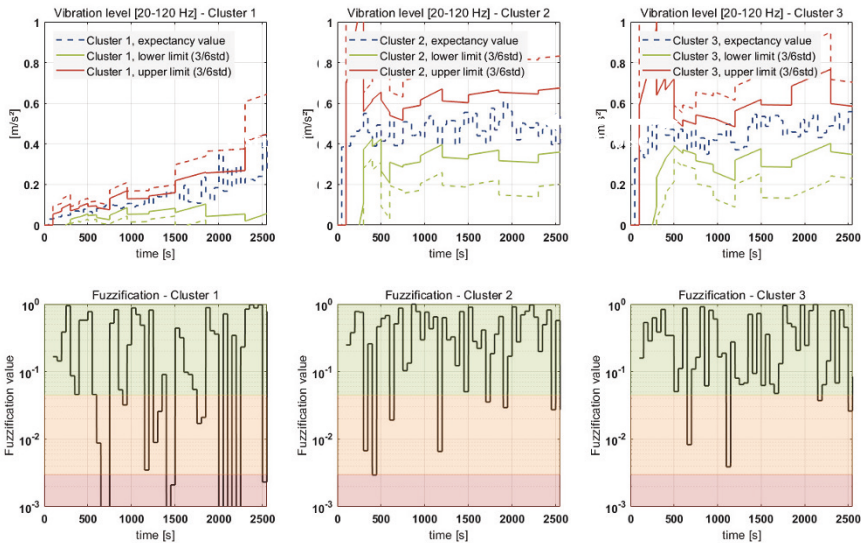 Vibration level [20-120 Hz] - Cluster 1
1
0.8
0.6
0.4
0.2
0
[m/s²]
Cluster 1, expectancy value
Cluster 1, lower limit (3/6std)
Cluster 1, upper limit (3/6std)
0 500 1000 1500 2000 2500
time [s]
Vibration level [20-120 Hz] - Cluster 2
Cluster 2, expectancy value
Cluster 2, lower limit (3/6std)
Cluster 2, upper limit (3/6std)
0 500 1000 1500 2000 2500
time [s]
Vibration level [20-120 Hz] - Cluster 3
Cluster 3, expectancy value
Cluster 3, lower limit (3/6std)
Cluster 3, upper limit (3/6std)
0 500 1000 1500 2000 2500
time [s]
Fuzzification - Cluster 1
10⁰
10⁻¹
10⁻²
10⁻³
Fuzzification value
0 500 1000 1500 2000 2500
time [s]
Fuzzification - Cluster 2
10⁰
10⁻¹
10⁻²
10⁻³
Fuzzification value
0 500 1000 1500 2000 2500
time [s]
Fuzzification - Cluster 3
10⁰
10⁻¹
10⁻²
10⁻³
Fuzzification value
0 500 1000 1500 2000 2500
time [s]